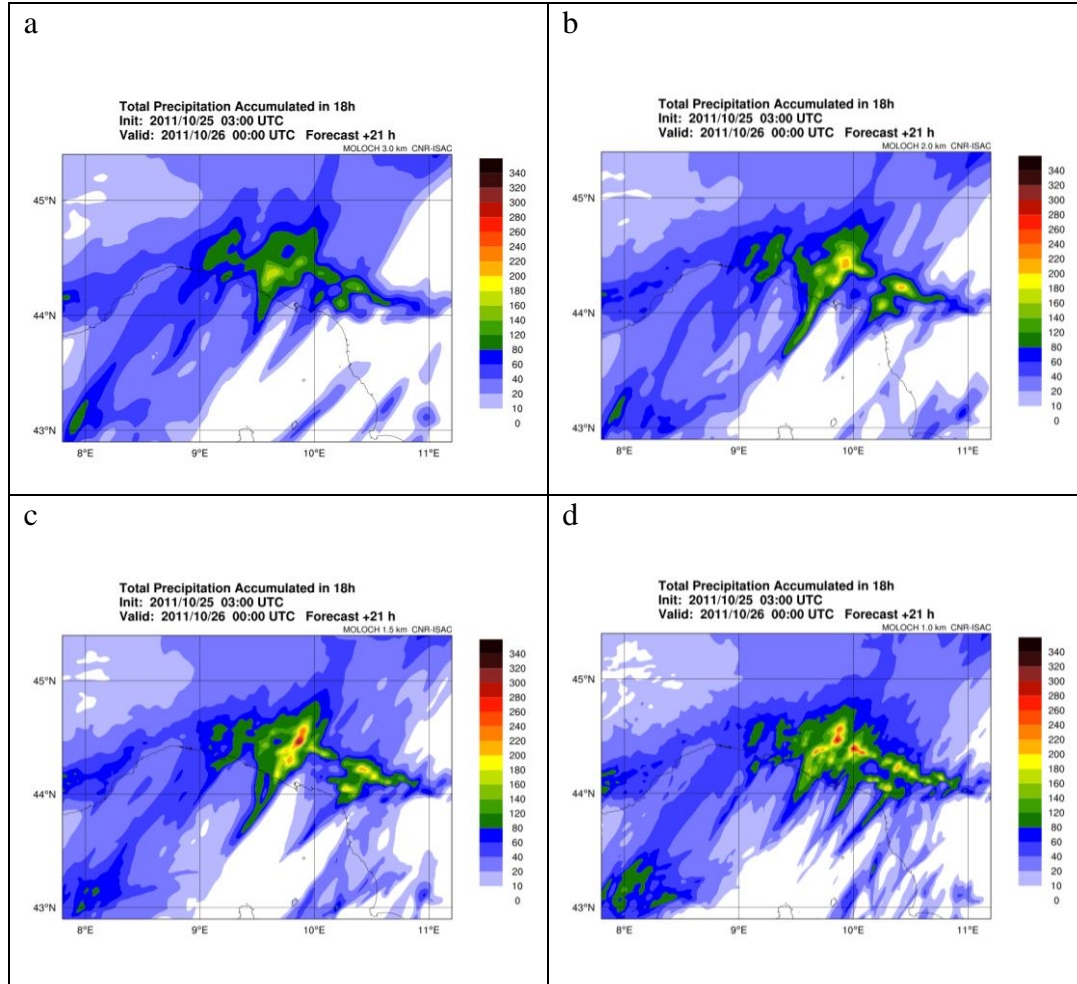 a
Total Precipitation Accumulated in 18h
Init: 2011/10/25 03:00 UTC
Valid: 2011/10/26 00:00 UTC Forecast +21 h
MOLOCH 3.0 km CNR-ISAC
45°N
44°N
43°N
8°E 9°E 10°E 11°E
340
320
300
280
260
240
220
200
180
160
140
120
100
80
60
40
20
10
0
b
Total Precipitation Accumulated in 18h
Init: 2011/10/25 03:00 UTC
Valid: 2011/10/26 00:00 UTC Forecast +21 h
MOLOCH 2.0 km CNR-ISAC
45°N
44°N
43°N
8°E 9°E 10°E 11°E
340
320
300
280
260
240
220
200
180
160
140
120
100
80
60
40
20
10
0
c
Total Precipitation Accumulated in 18h
Init: 2011/10/25 03:00 UTC
Valid: 2011/10/26 00:00 UTC Forecast +21 h
MOLOCH 1.5 km CNR-ISAC
45°N
44°N
43°N
8°E 9°E 10°E 11°E
340
320
300
280
260
240
220
200
180
160
140
120
100
80
60
40
20
10
0
d
Total Precipitation Accumulated in 18h
Init: 2011/10/25 03:00 UTC
Valid: 2011/10/26 00:00 UTC Forecast +21 h
MOLOCH 1.0 km CNR-ISAC
45°N
44°N
43°N
8°E 9°E 10°E 11°E
340
320
300
280
260
240
220
200
180
160
140
120
100
80
60
40
20
10
0